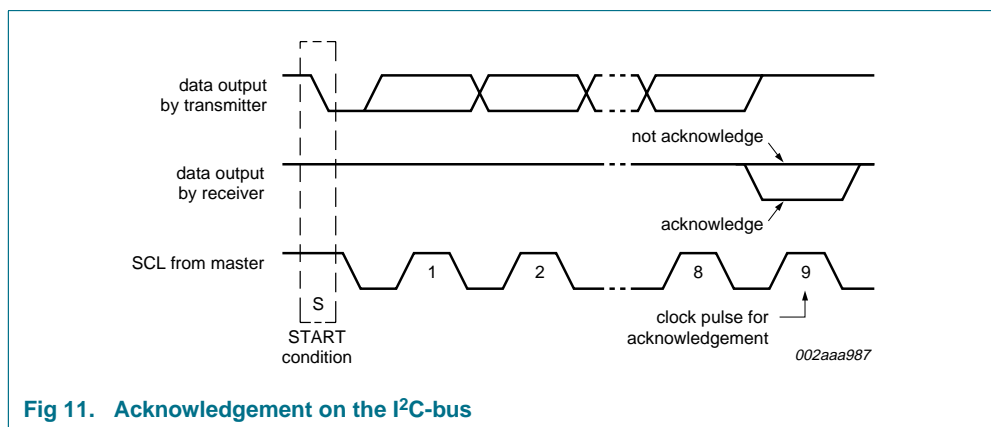 data output
by transmitter
not acknowledge
data output
by receiver
acknowledge
SCL from master
1
2
8
9
S
START
condition
clock pulse for
acknowledgement
002aaa987
Fig 11. Acknowledgement on the I²C-bus